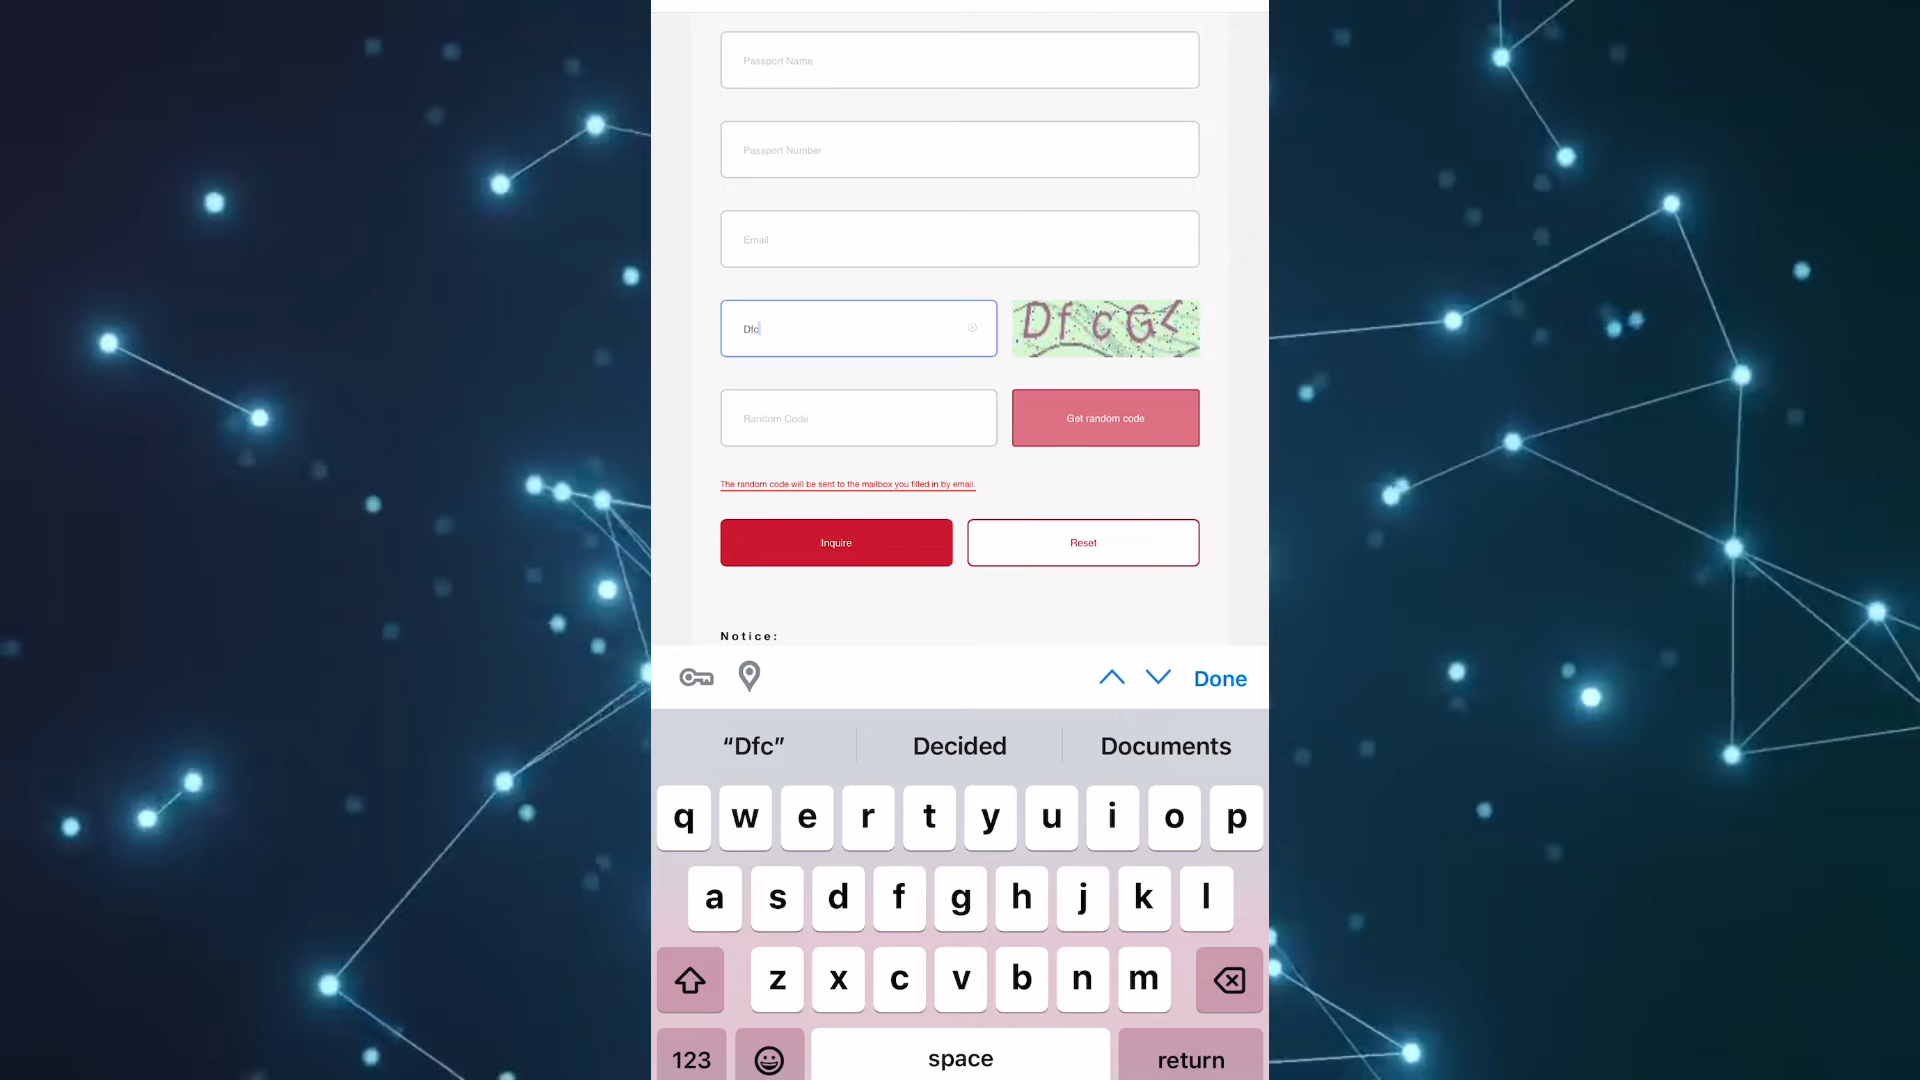 Passport Name
Passport Number
Email
Dfc
DfcG
Random Code
Get random code
The random code will be sent to the mailbox you filled in by email.
Inquire
Reset
Notice:
Done
“Dfc”
Decided
Documents
q w e r t y u i o p
a s d f g h j k l
z x c v b n m
123
space
return